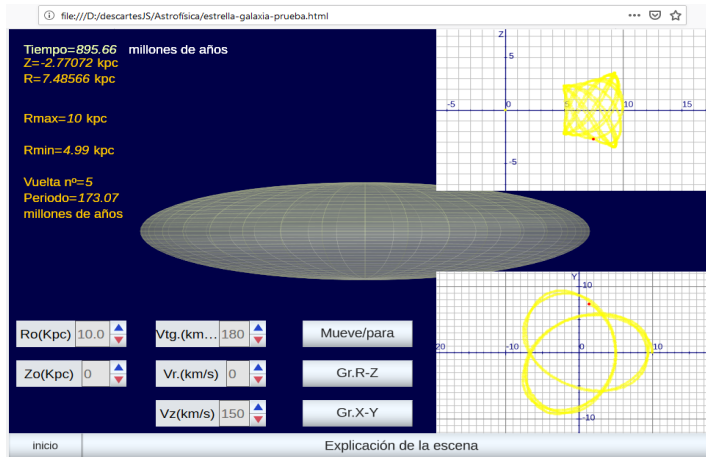 file:///D:/descartesJS/Astrofísica/estrella-galaxia-prueba.html
Tiempo=895.66 millones de años
Z=-2.77072 kpc
R=7.48566 kpc
Rmax=10 kpc
Rmin=4.99 kpc
Vuelta nº=5
Periodo=173.07
millones de años
Z
5
-5 0 5 10 15
-5
Y
10
20 -10 0 10
-10
Ro(Kpc) 10.0 Vtg.(km... 180 Mueve/para
Zo(Kpc) 0 Vr.(km/s) 0 Gr.R-Z
Vz(km/s) 150 Gr.X-Y
inicio Explicación de la escena